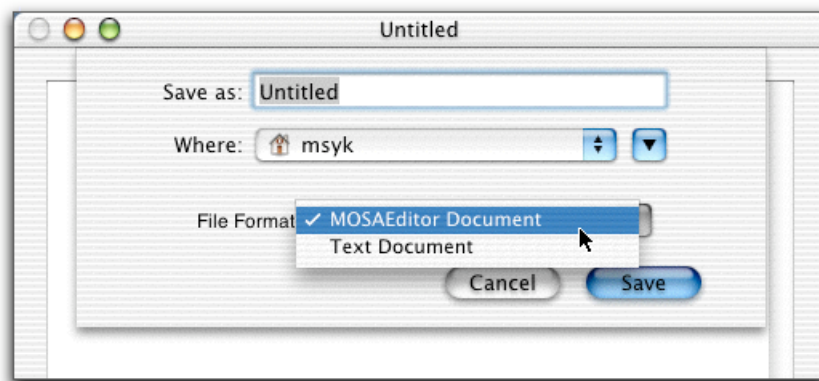 Untitled
Save as: Untitled
Where: msyk
File Format ✓ MOSAEditor Document
Text Document
Cancel Save